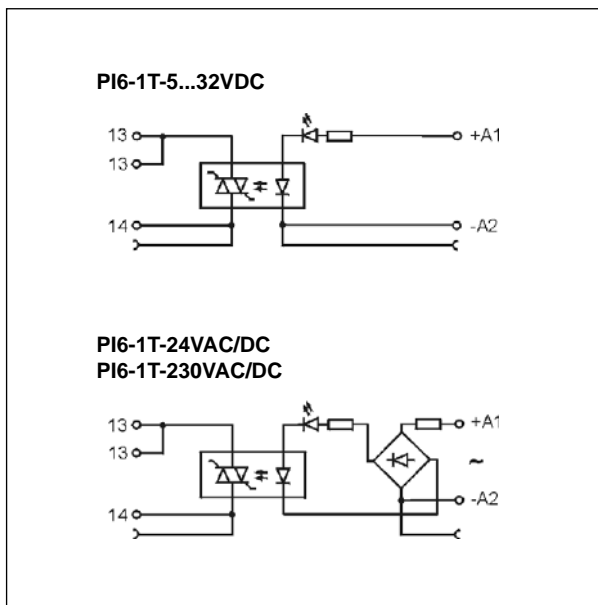 PI6-1T-5...32VDC
13
+A1
13
14
-A2
PI6-1T-24VAC/DC
PI6-1T-230VAC/DC
13
+A1
13
~
14
-A2